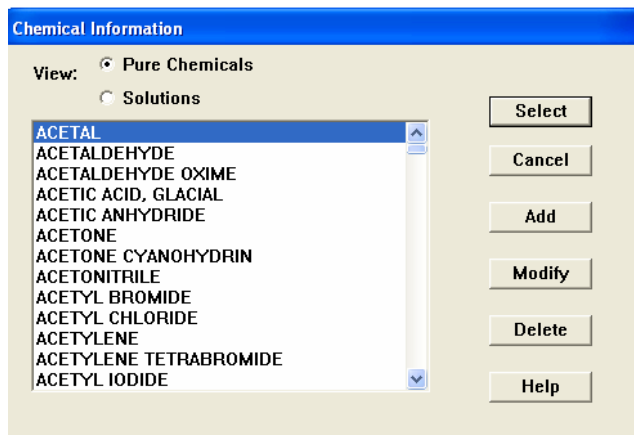 Chemical Information
View:
Pure Chemicals
Solutions
ACETAL
ACETALDEHYDE
ACETALDEHYDE OXIME
ACETIC ACID, GLACIAL
ACETIC ANHYDRIDE
ACETONE
ACETONE CYANOHYDRIN
ACETONITRILE
ACETYL BROMIDE
ACETYL CHLORIDE
ACETYLENE
ACETYLENE TETRABROMIDE
ACETYL IODIDE
Select
Cancel
Add
Modify
Delete
Help